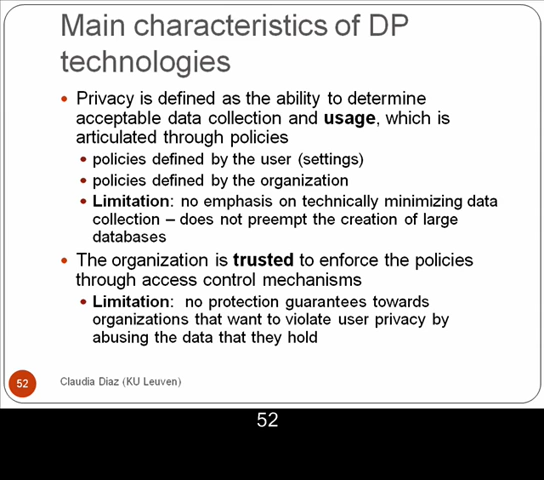 Main characteristics of DP
technologies
• Privacy is defined as the ability to determine
acceptable data collection and usage, which is
articulated through policies
• policies defined by the user (settings)
• policies defined by the organization
• Limitation: no emphasis on technically minimizing data
collection – does not preempt the creation of large
databases
• The organization is trusted to enforce the policies
through access control mechanisms
• Limitation: no protection guarantees towards
organizations that want to violate user privacy by
abusing the data that they hold
52
Claudia Diaz (KU Leuven)
52